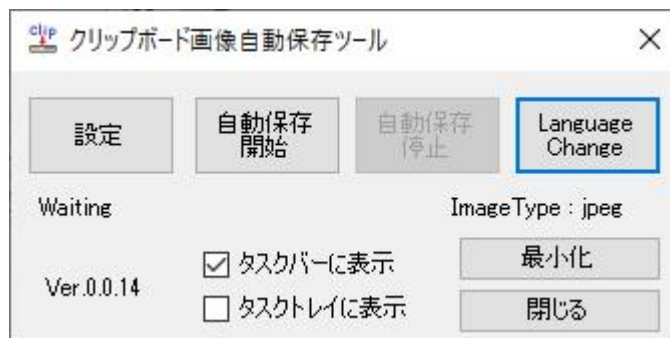 clip
クリップボード画像自動保存ツール
設定
自動保存
開始
自動保存
停止
Language
Change
Waiting
ImageType : jpeg
Ver.0.0.14
タスクバーに表示
タスクトレイに表示
最小化
閉じる